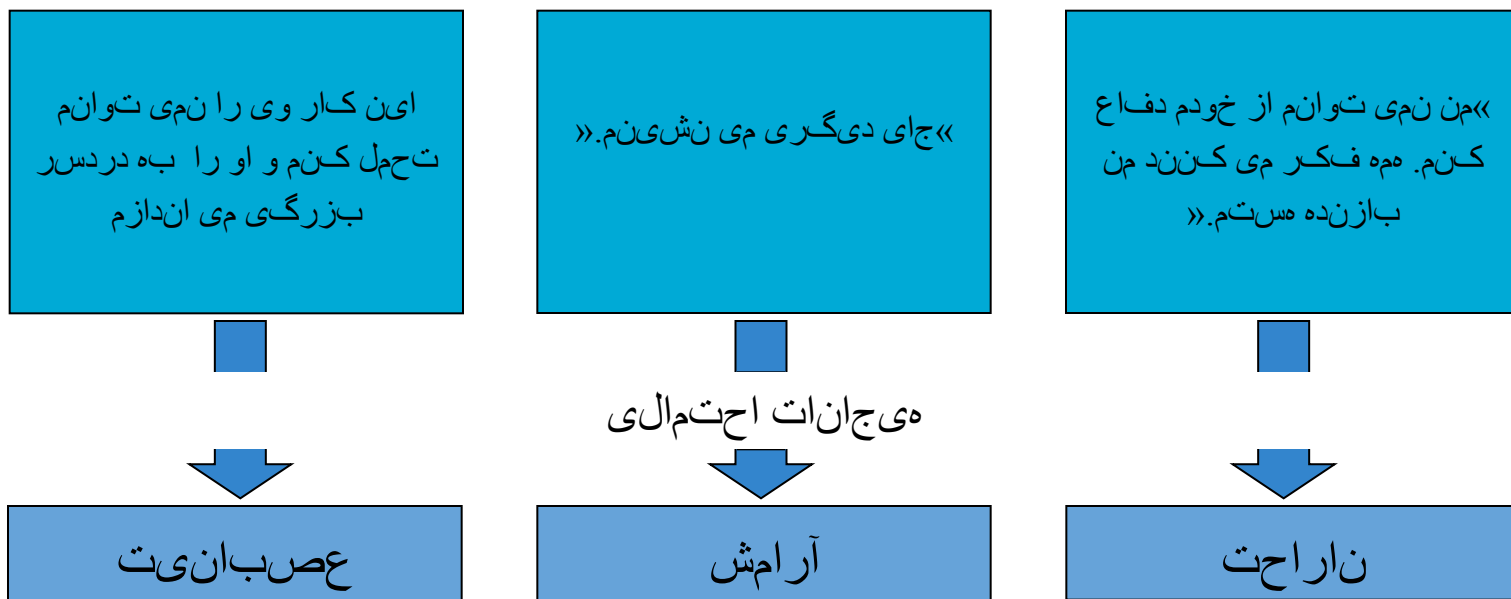 «من نمی توانم از خودم دفاع
کنم. همه فکر می کنند من
بازنده هستم.»
«جای دیگری می نشینم.»
این کار وی را نمی توانم
تحمل کنم و او را به دردسر
بزرگی می اندازم
هیجانات احتمالی
ناراحت
آرامش
عصبانیت